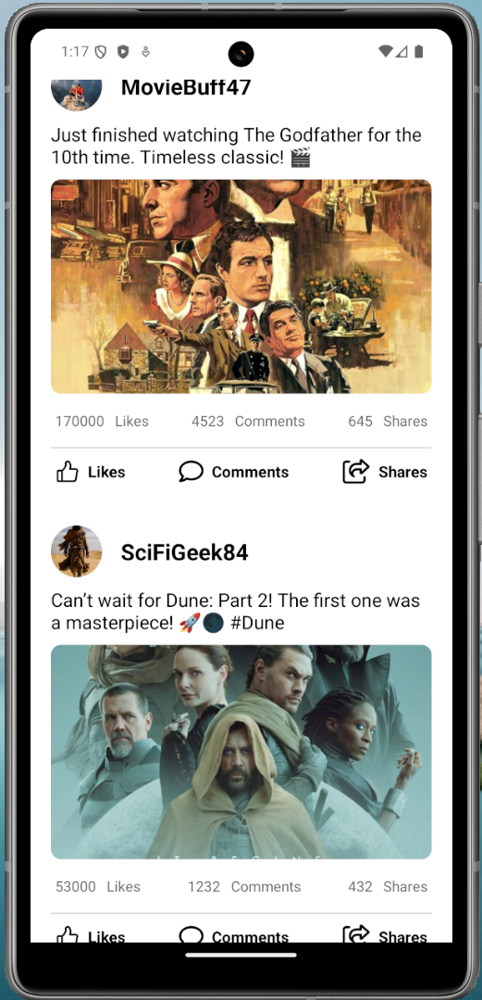 1:17
MovieBuff47
Just finished watching The Godfather for the
10th time. Timeless classic! 🎬
170000 Likes 4523 Comments 645 Shares
Likes Comments Shares
SciFiGeek84
Can’t wait for Dune: Part 2! The first one was
a masterpiece! 🚀🌑 #Dune
53000 Likes 1232 Comments 432 Shares
Likes Comments Shares